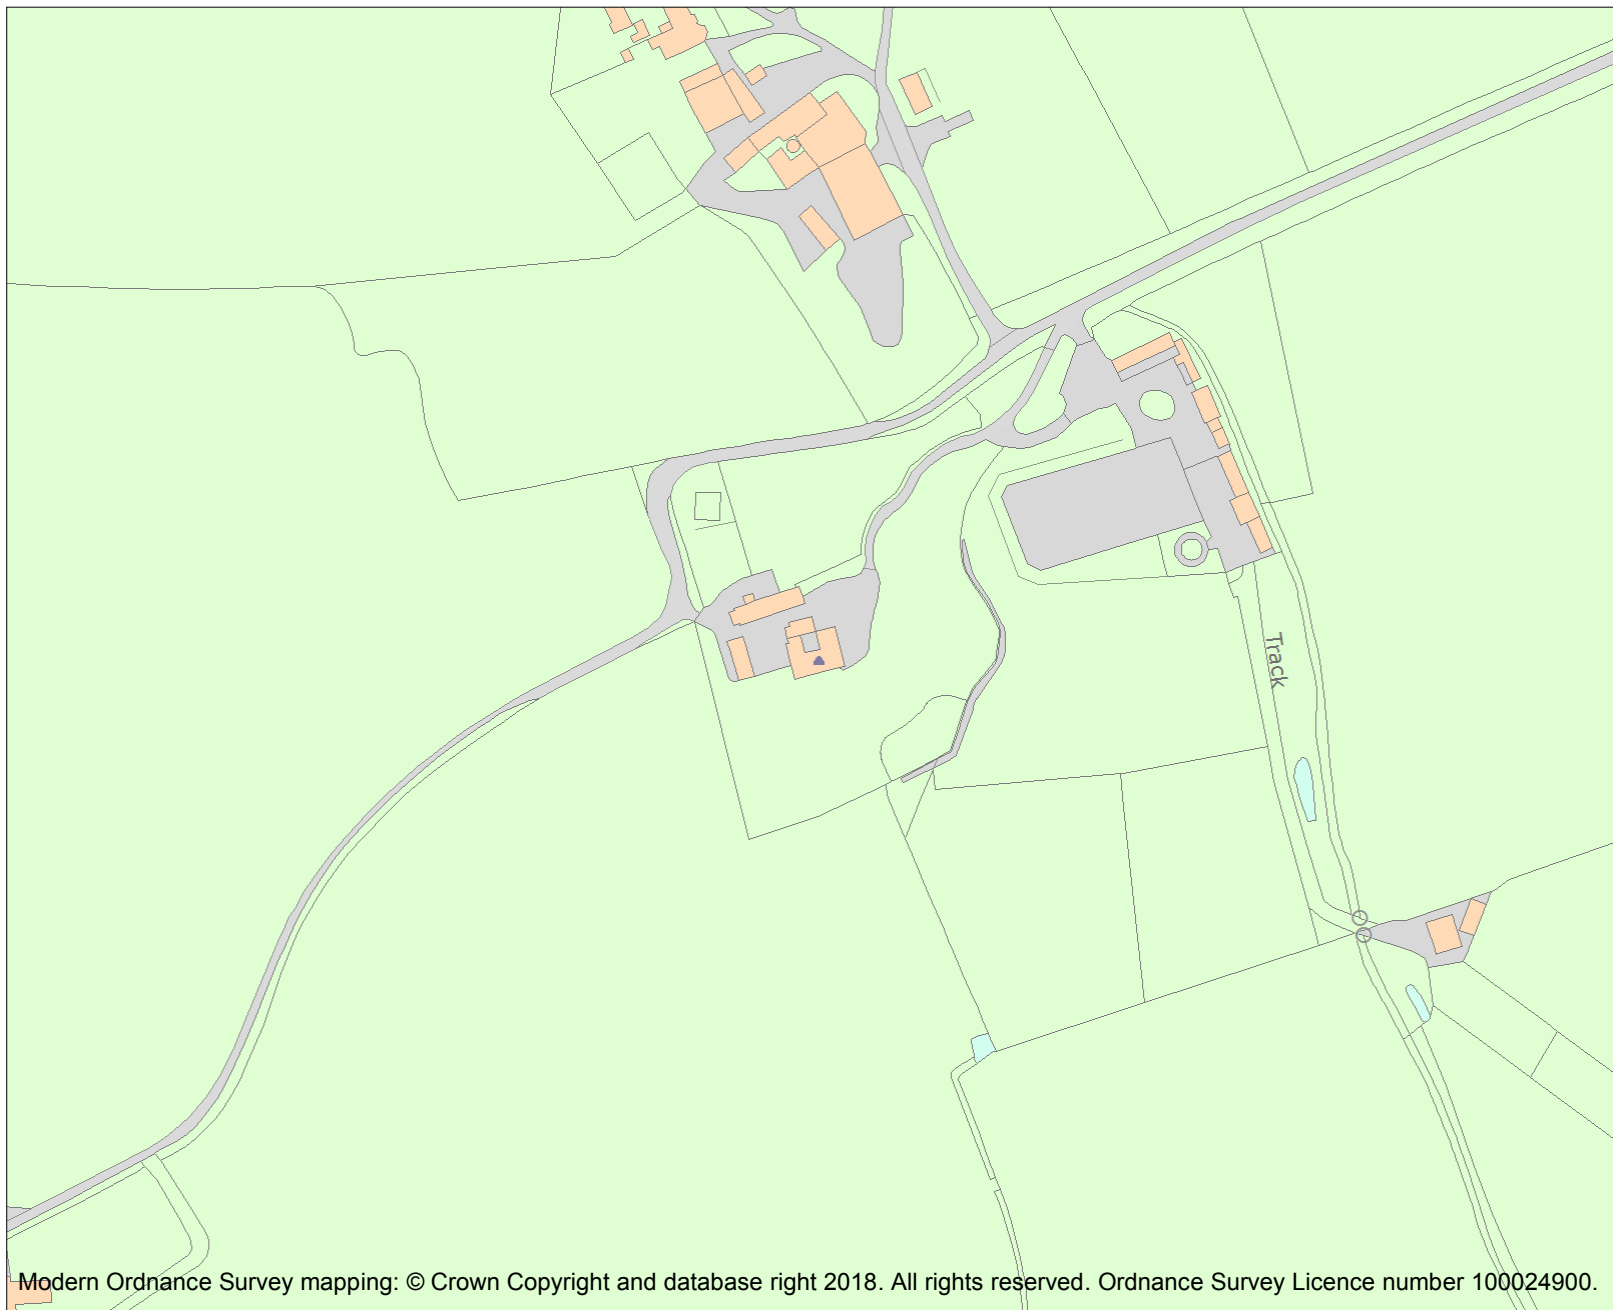 Track
Modern Ordnance Survey mapping: © Crown Copyright and database right 2018. All rights reserved. Ordnance Survey Licence number 100024900.